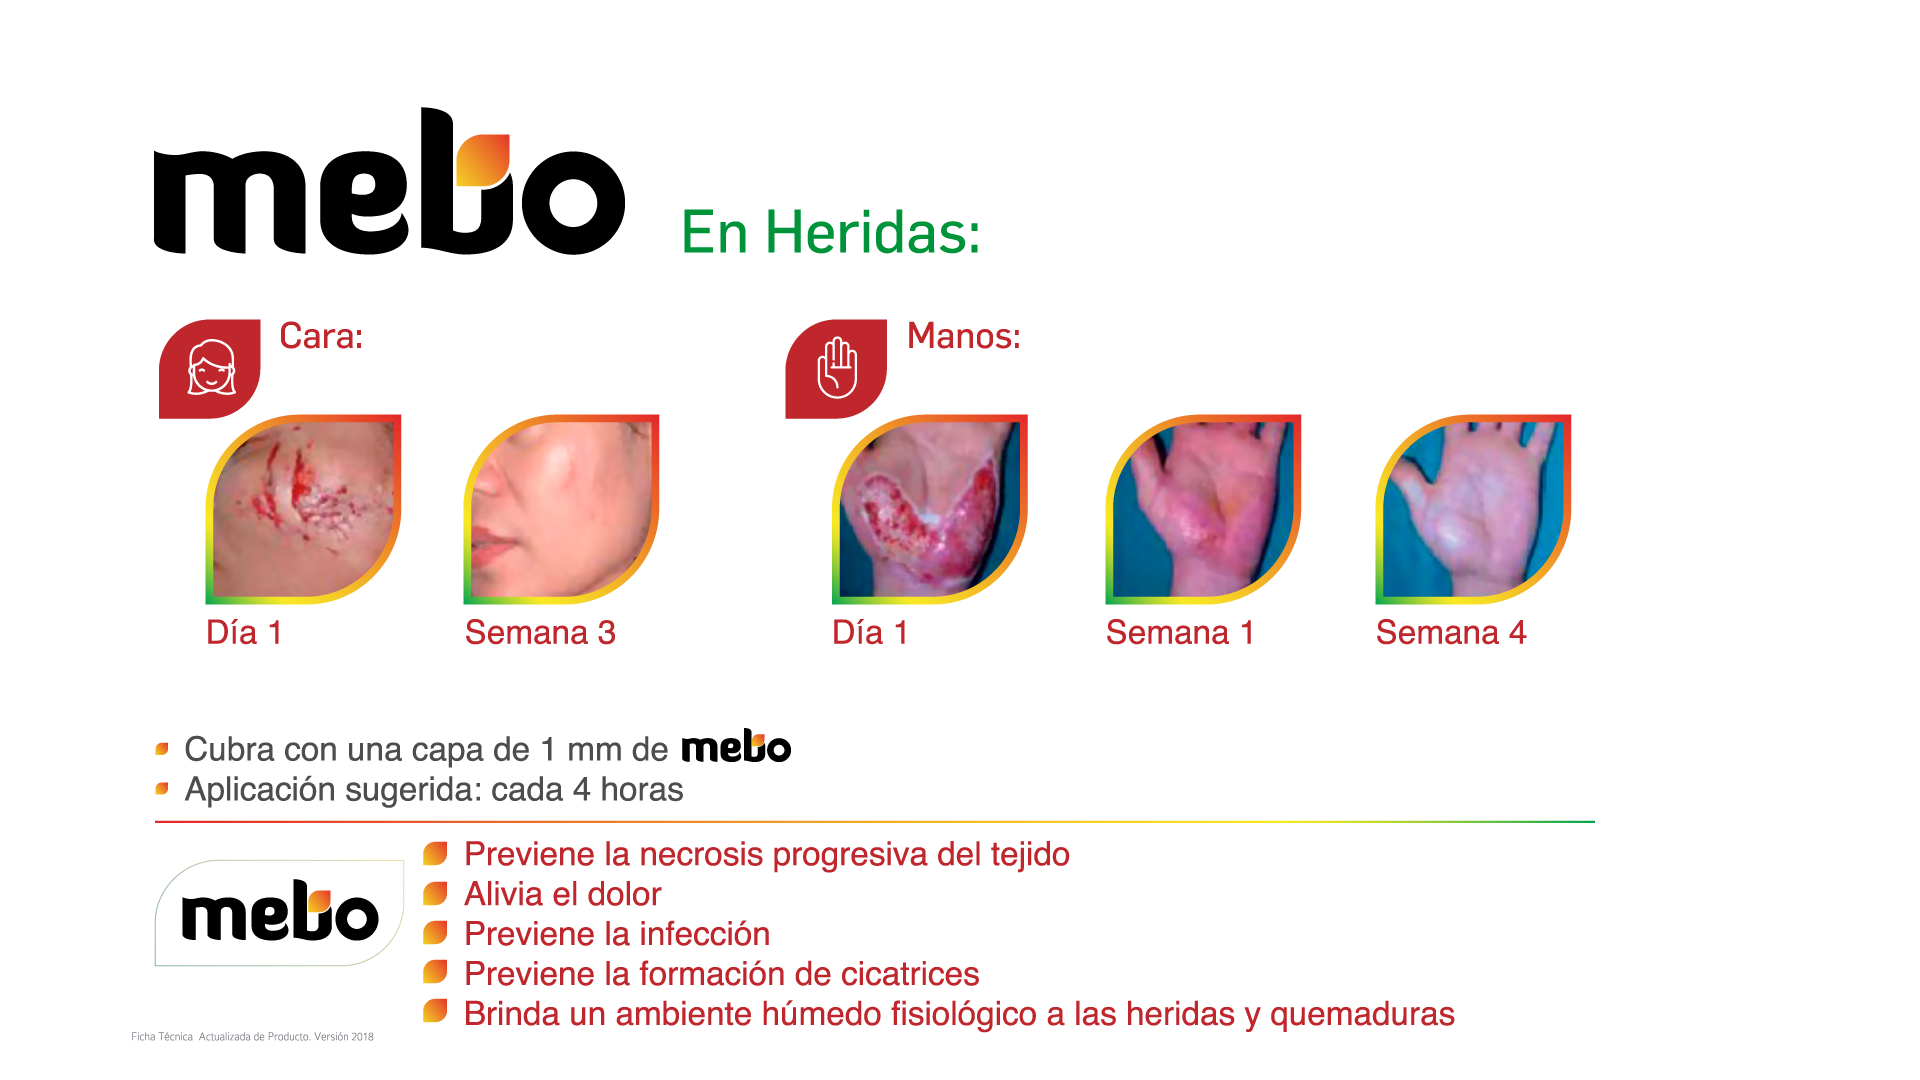 mebo
En Heridas:
Cara:
Manos:
Día 1
Semana 3
Día 1
Semana 1
Semana 4
Cubra con una capa de 1 mm de mebo
Aplicación sugerida: cada 4 horas
mebo
Previene la necrosis progresiva del tejido
Alivia el dolor
Previene la infección
Previene la formación de cicatrices
Brinda un ambiente húmedo fisiológico a las heridas y quemaduras
Ficha Técnica Actualizada de Producto. Versión 2018